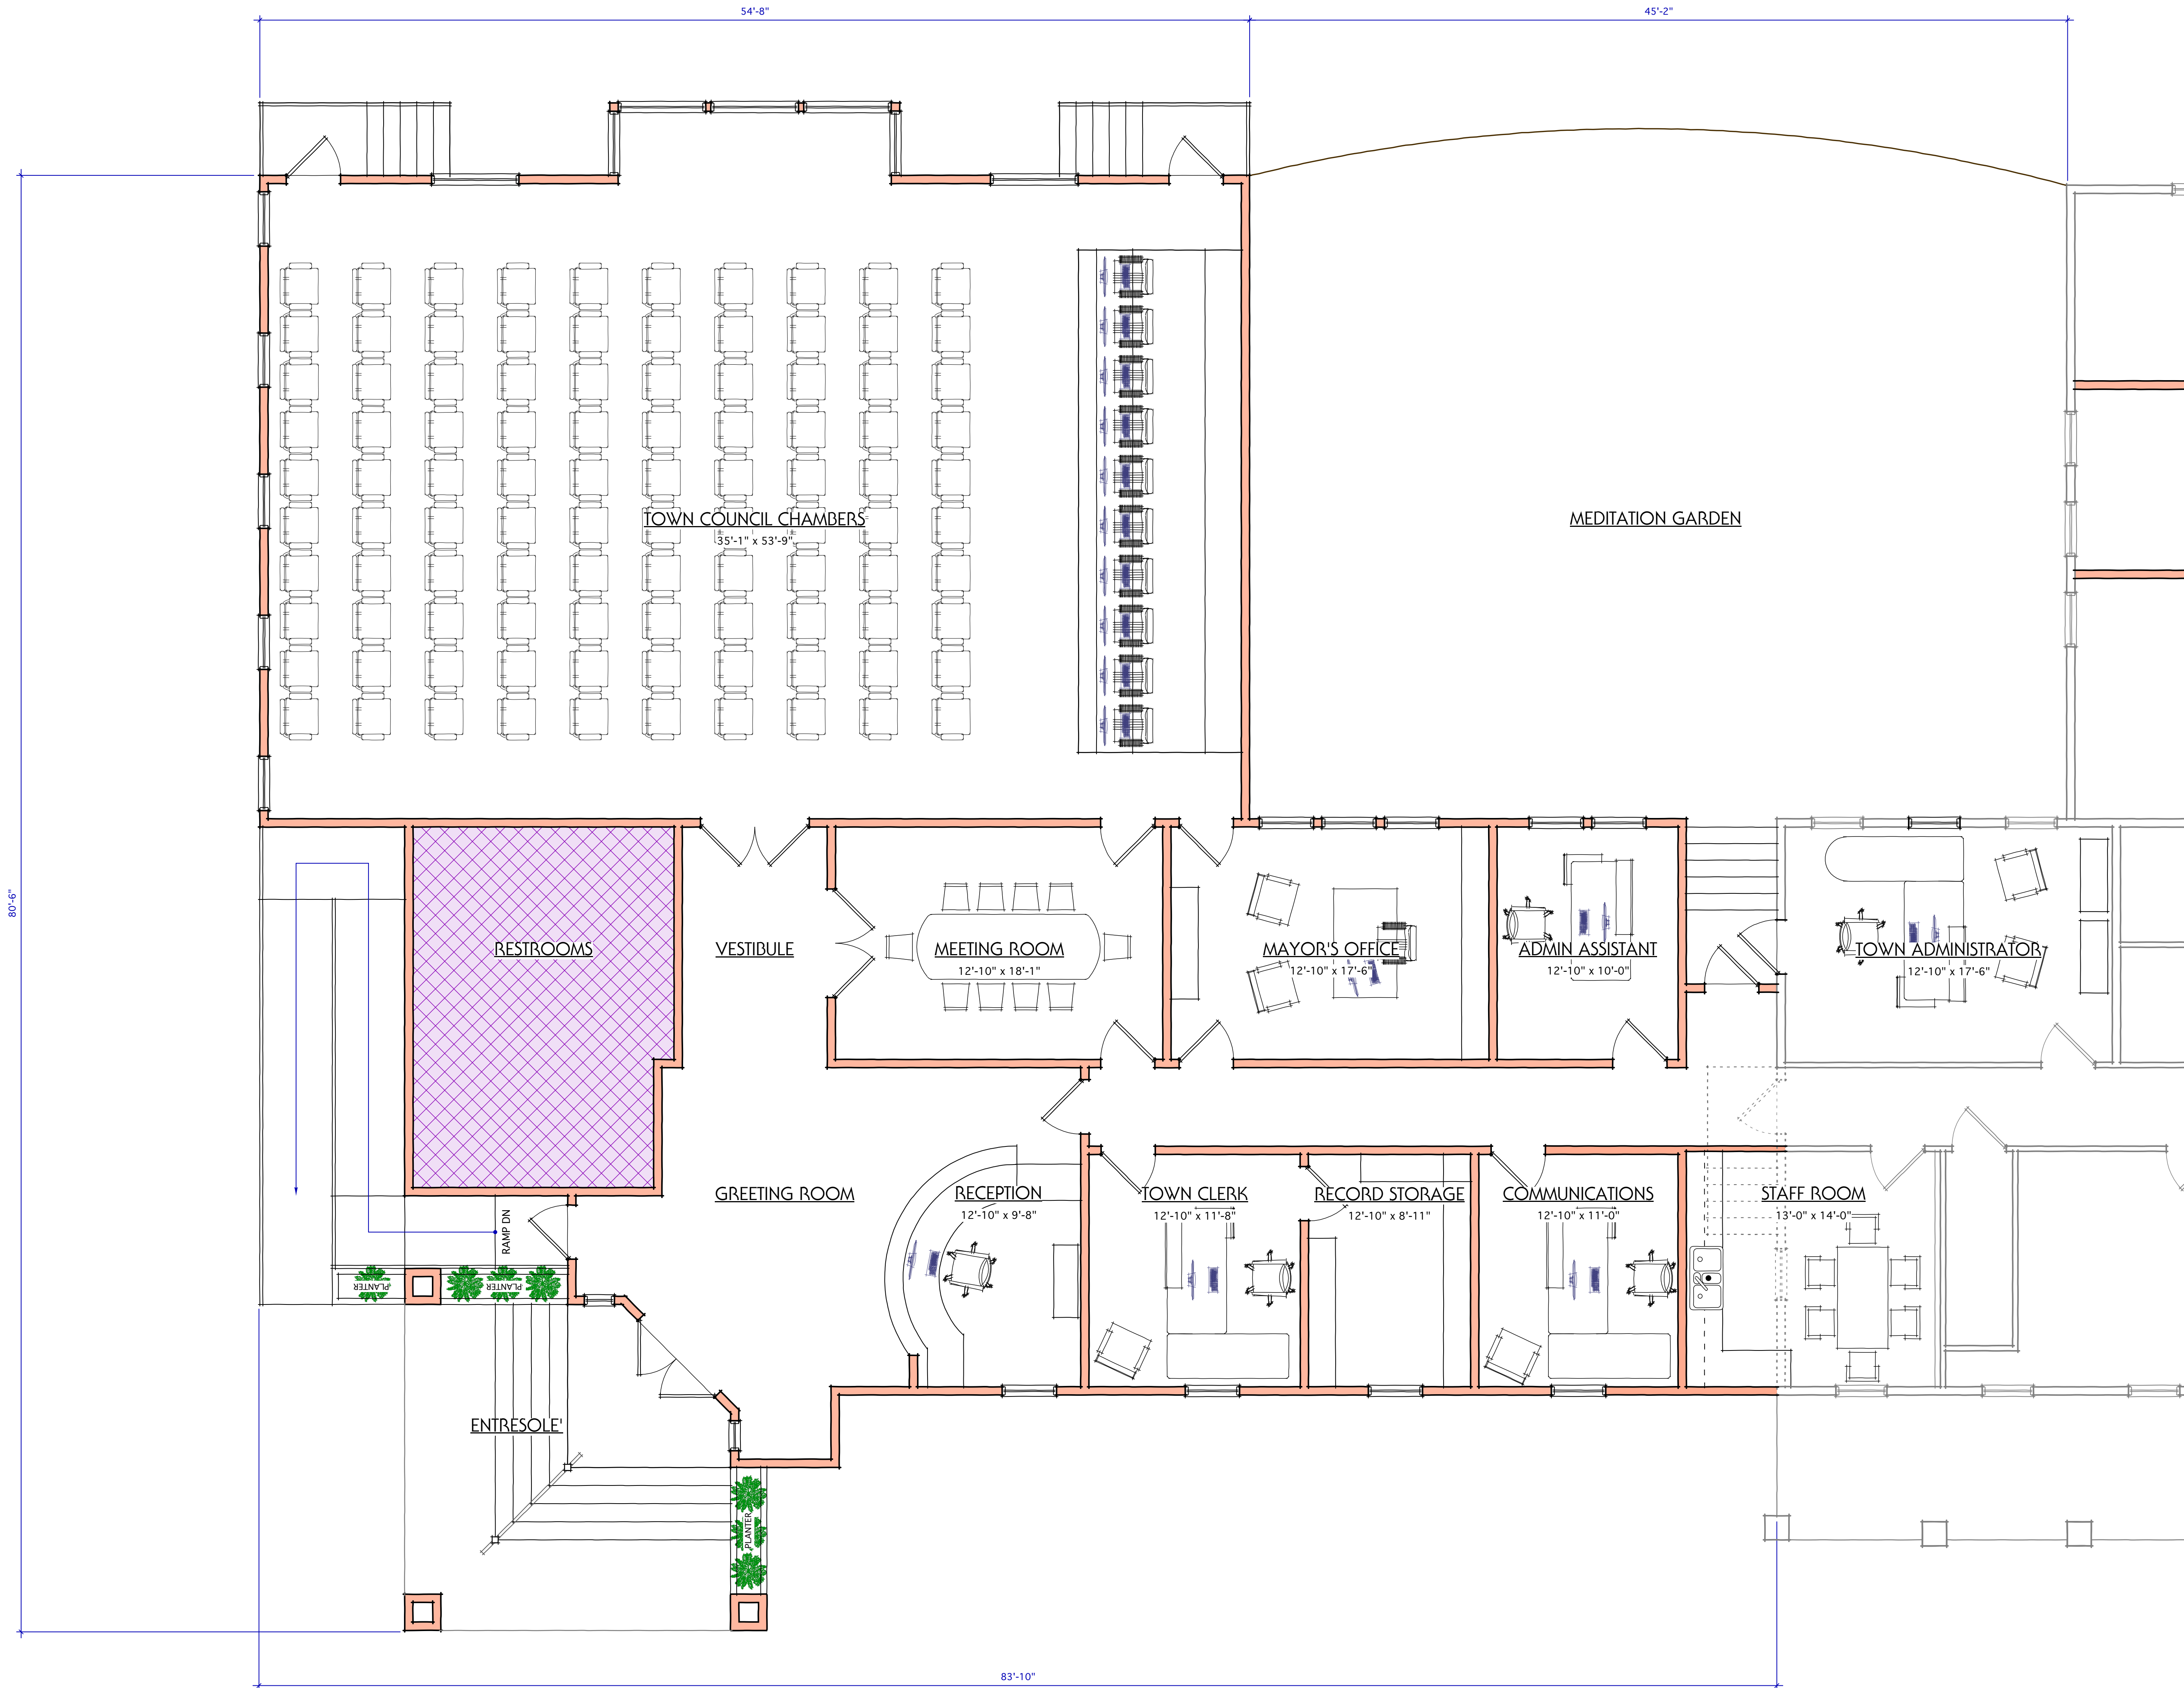 54'-8"
45'-2"
80'-6"
TOWN COUNCIL CHAMBERS
35'-1" x 53'-9"
MEDITATION GARDEN
RESTROOMS
VESTIBULE
MEETING ROOM
12'-10" x 18'-1"
MAYOR'S OFFICE
12'-10" x 17'-6"
ADMIN ASSISTANT
12'-10" x 10'-0"
TOWN ADMINISTRATOR
12'-10" x 17'-6"
GREETING ROOM
RECEPTION
12'-10" x 9'-8"
TOWN CLERK
12'-10" x 11'-8"
RECORD STORAGE
12'-10" x 8'-11"
COMMUNICATIONS
12'-10" x 11'-0"
STAFF ROOM
13'-0" x 14'-0"
RAMP DN
PLANTER
PLANTER
ENTRESOLE'
PLANTER
83'-10"